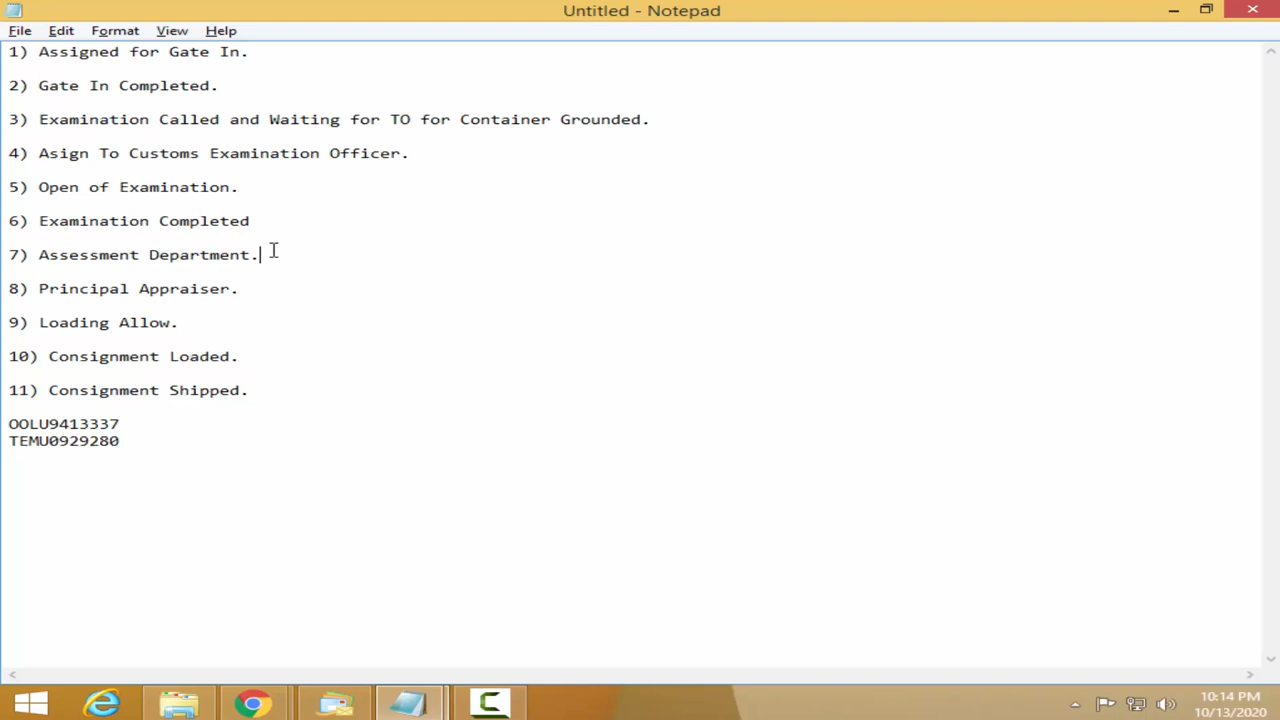 Untitled - Notepad
File Edit Format View Help
1) Assigned for Gate In.
2) Gate In Completed.
3) Examination Called and Waiting for TO for Container Grounded.
4) Asign To Customs Examination Officer.
5) Open of Examination.
6) Examination Completed
7) Assessment Department.
8) Principal Appraiser.
9) Loading Allow.
10) Consignment Loaded.
11) Consignment Shipped.
OOLU9413337
TEMU0929280
10:14 PM
10/13/2020